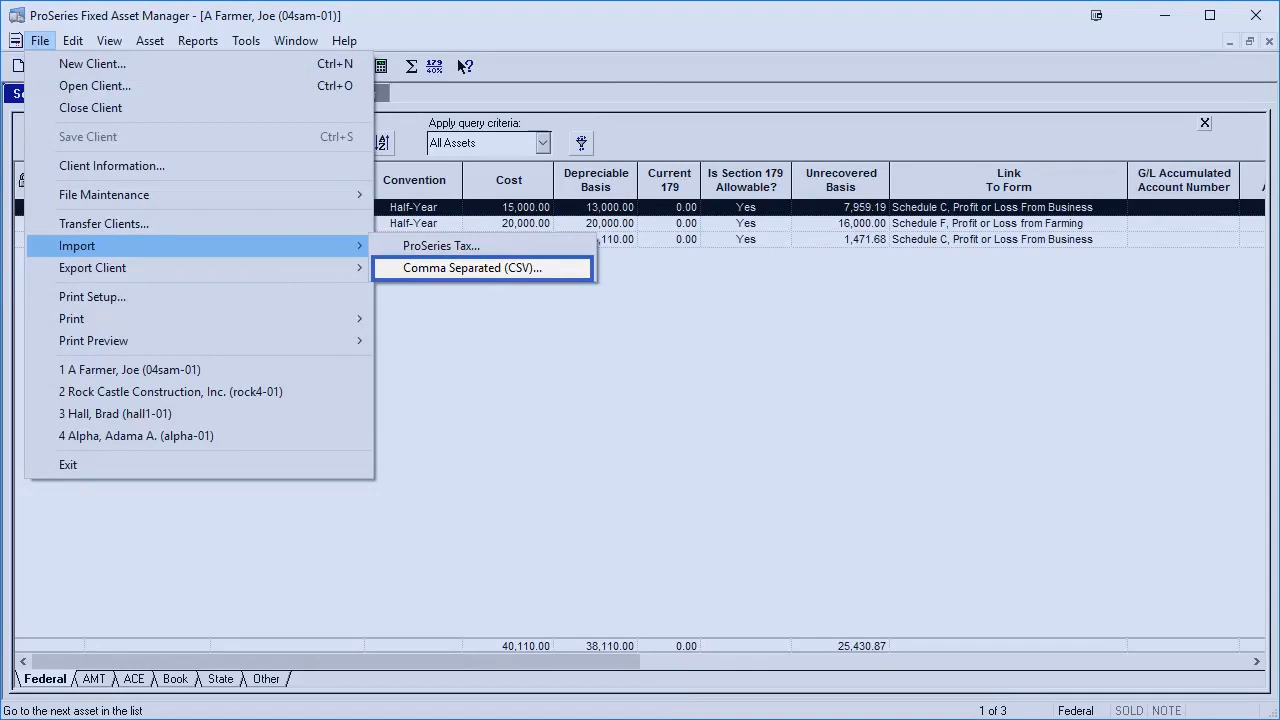 ProSeries Fixed Asset Manager - [A Farmer, Joe (04sam-01)]
File Edit View Asset Reports Tools Window Help
New Client... Ctrl+N
Open Client... Ctrl+O
Close Client
Save Client Ctrl+S
Client Information...
File Maintenance
Transfer Clients...
Import
Export Client
Print Setup...
Print
Print Preview
1 A Farmer, Joe (04sam-01)
2 Rock Castle Construction, Inc. (rock4-01)
3 Hall, Brad (hall1-01)
4 Alpha, Adama A. (alpha-01)
Exit
ProSeries Tax...
Comma Separated (CSV)...
Apply query criteria:
All Assets
Convention Cost Depreciable Basis Current 179 Is Section 179 Allowable? Unrecovered Basis Link To Form G/L Accumulated Account Number
Half-Year 15,000.00 13,000.00 0.00 Yes 7,959.19 Schedule C, Profit or Loss From Business
Half-Year 20,000.00 20,000.00 0.00 Yes 16,000.00 Schedule F, Profit or Loss from Farming
,110.00 0.00 Yes 1,471.68 Schedule C, Profit or Loss From Business
40,110.00 38,110.00 0.00 25,430.87
Federal AMT ACE Book State Other
Go to the next asset in the list 1 of 3 Federal SOLD NOTE